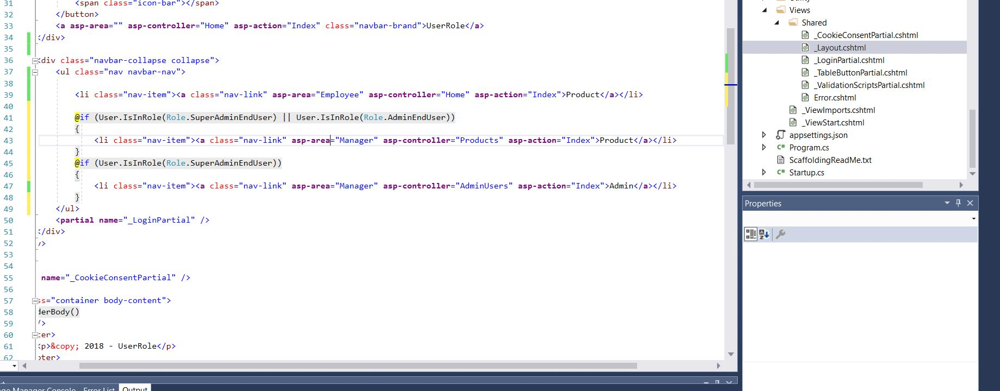 31 <span class="icon-bar"></span>
32 </button>
33 <a asp-area="" asp-controller="Home" asp-action="Index" class="navbar-brand">UserRole</a>
34 </div>
35
36 <div class="navbar-collapse collapse">
37 <ul class="nav navbar-nav">
38
39 <li class="nav-item"><a class="nav-link" asp-area="Employee" asp-controller="Home" asp-action="Index">Product</a></li>
40
41 @if (User.IsInRole(Role.SuperAdminEndUser) || User.IsInRole(Role.AdminEndUser))
42 {
43 <li class="nav-item"><a class="nav-link" asp-area="Manager" asp-controller="Products" asp-action="Index">Product</a></li>
44 }
45 @if (User.IsInRole(Role.SuperAdminEndUser))
46 {
47 <li class="nav-item"><a class="nav-link" asp-area="Manager" asp-controller="AdminUsers" asp-action="Index">Admin</a></li>
48 }
49 </ul>
50 <partial name="_LoginPartial" />
51 </div>
52 v>
53
54
55 name="_CookieConsentPartial" />
56
57 ss="container body-content">
58 derBody()
59 />
60 ter>
61 <p>&copy; 2018 - UserRole</p>
62 oter>
Views
Shared
_CookieConsentPartial.cshtml
_Layout.cshtml
_LoginPartial.cshtml
_TableButtonPartial.cshtml
_ValidationScriptsPartial.cshtml
Error.cshtml
_ViewImports.cshtml
_ViewStart.cshtml
appsettings.json
C# Program.cs
ScaffoldingReadMe.txt
C# Startup.cs
Properties
age Manager Console Error List Output